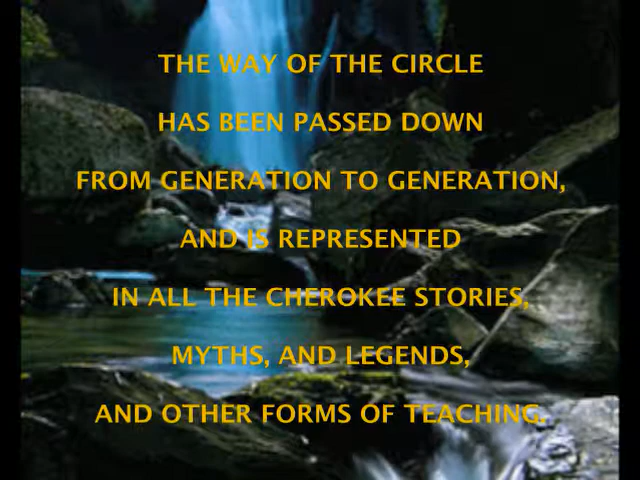 THE WAY OF THE CIRCLE
HAS BEEN PASSED DOWN
FROM GENERATION TO GENERATION,
AND IS REPRESENTED
IN ALL THE CHEROKEE STORIES,
MYTHS, AND LEGENDS,
AND OTHER FORMS OF TEACHING.